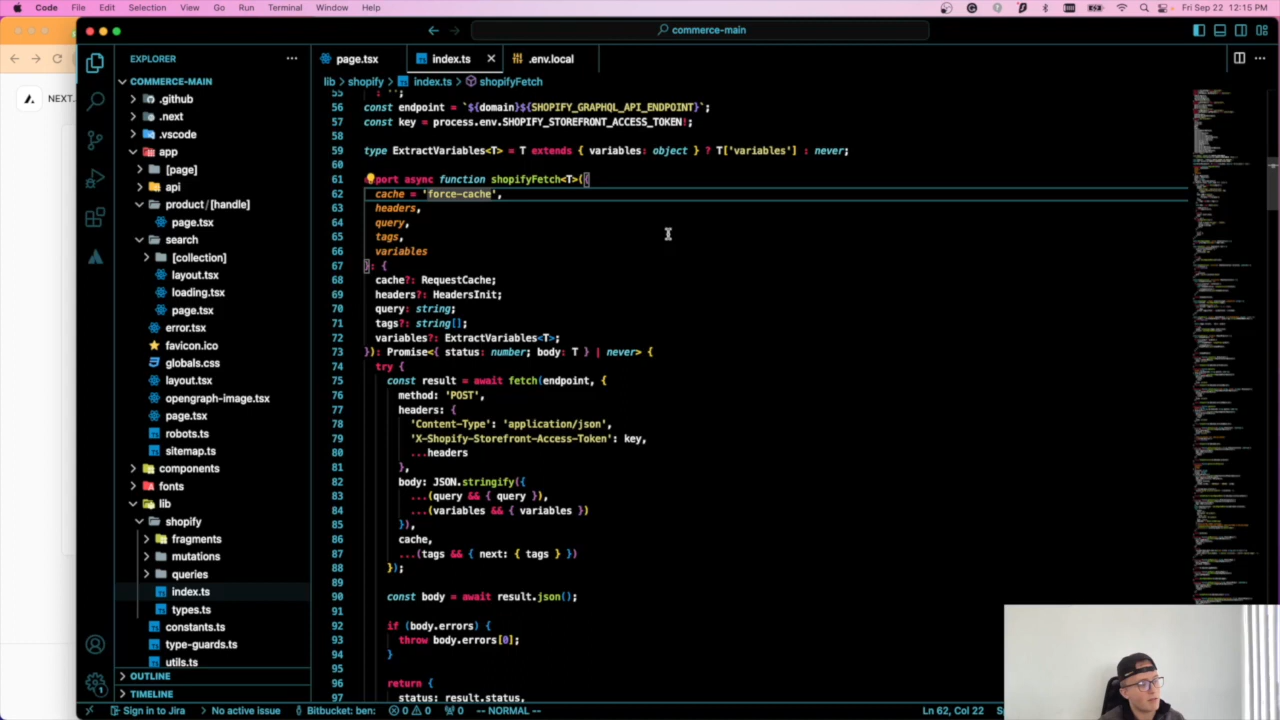 Code File Edit Selection View Go Run Terminal Window Help
Fri Sep 22 12:15 PM
commerce-main
NEXT...
EXPLORER
COMMERCE-MAIN
.github
.next
.vscode
app
[page]
api
product/[handle]
page.tsx
search
[collection]
layout.tsx
loading.tsx
page.tsx
error.tsx
favicon.ico
globals.css
layout.tsx
opengraph-image.tsx
page.tsx
robots.ts
sitemap.ts
components
fonts
lib
shopify
fragments
mutations
queries
index.ts
types.ts
constants.ts
type-guards.ts
utils.ts
OUTLINE
TIMELINE
page.tsx index.ts .env.local
lib > shopify > index.ts > shopifyFetch
55 : '';
56 const endpoint = `${domain}${SHOPIFY_GRAPHQL_API_ENDPOINT}`;
57 const key = process.env.SHOPIFY_STOREFRONT_ACCESS_TOKEN!;
58
59 type ExtractVariables<T> = T extends { variables: object } ? T['variables'] : never;
60
61 port async function shopifyFetch<T>({
62 cache = 'force-cache',
63 headers,
64 query,
65 tags,
66 variables
67 }: {
68 cache?: RequestCache;
69 headers?: HeadersInit;
70 query: string;
71 tags?: string[];
72 variables?: ExtractVariables<T>;
73 }): Promise<{ status: number; body: T } | never> {
74 try {
75 const result = await fetch(endpoint, {
76 method: 'POST',
77 headers: {
78 'Content-Type': 'application/json',
79 'X-Shopify-Storefront-Access-Token': key,
80 ...headers
81 },
82 body: JSON.stringify({
83 ...(query && { query }),
84 ...(variables && { variables })
85 }),
86 cache,
87 ...(tags && { next: { tags } })
88 });
89
90 const body = await result.json();
91
92 if (body.errors) {
93 throw body.errors[0];
94 }
95
96 return {
97 status: result.status,
Sign in to Jira No active issue Bitbucket: ben: 0 0 0 -- NORMAL -- Ln 62, Col 22